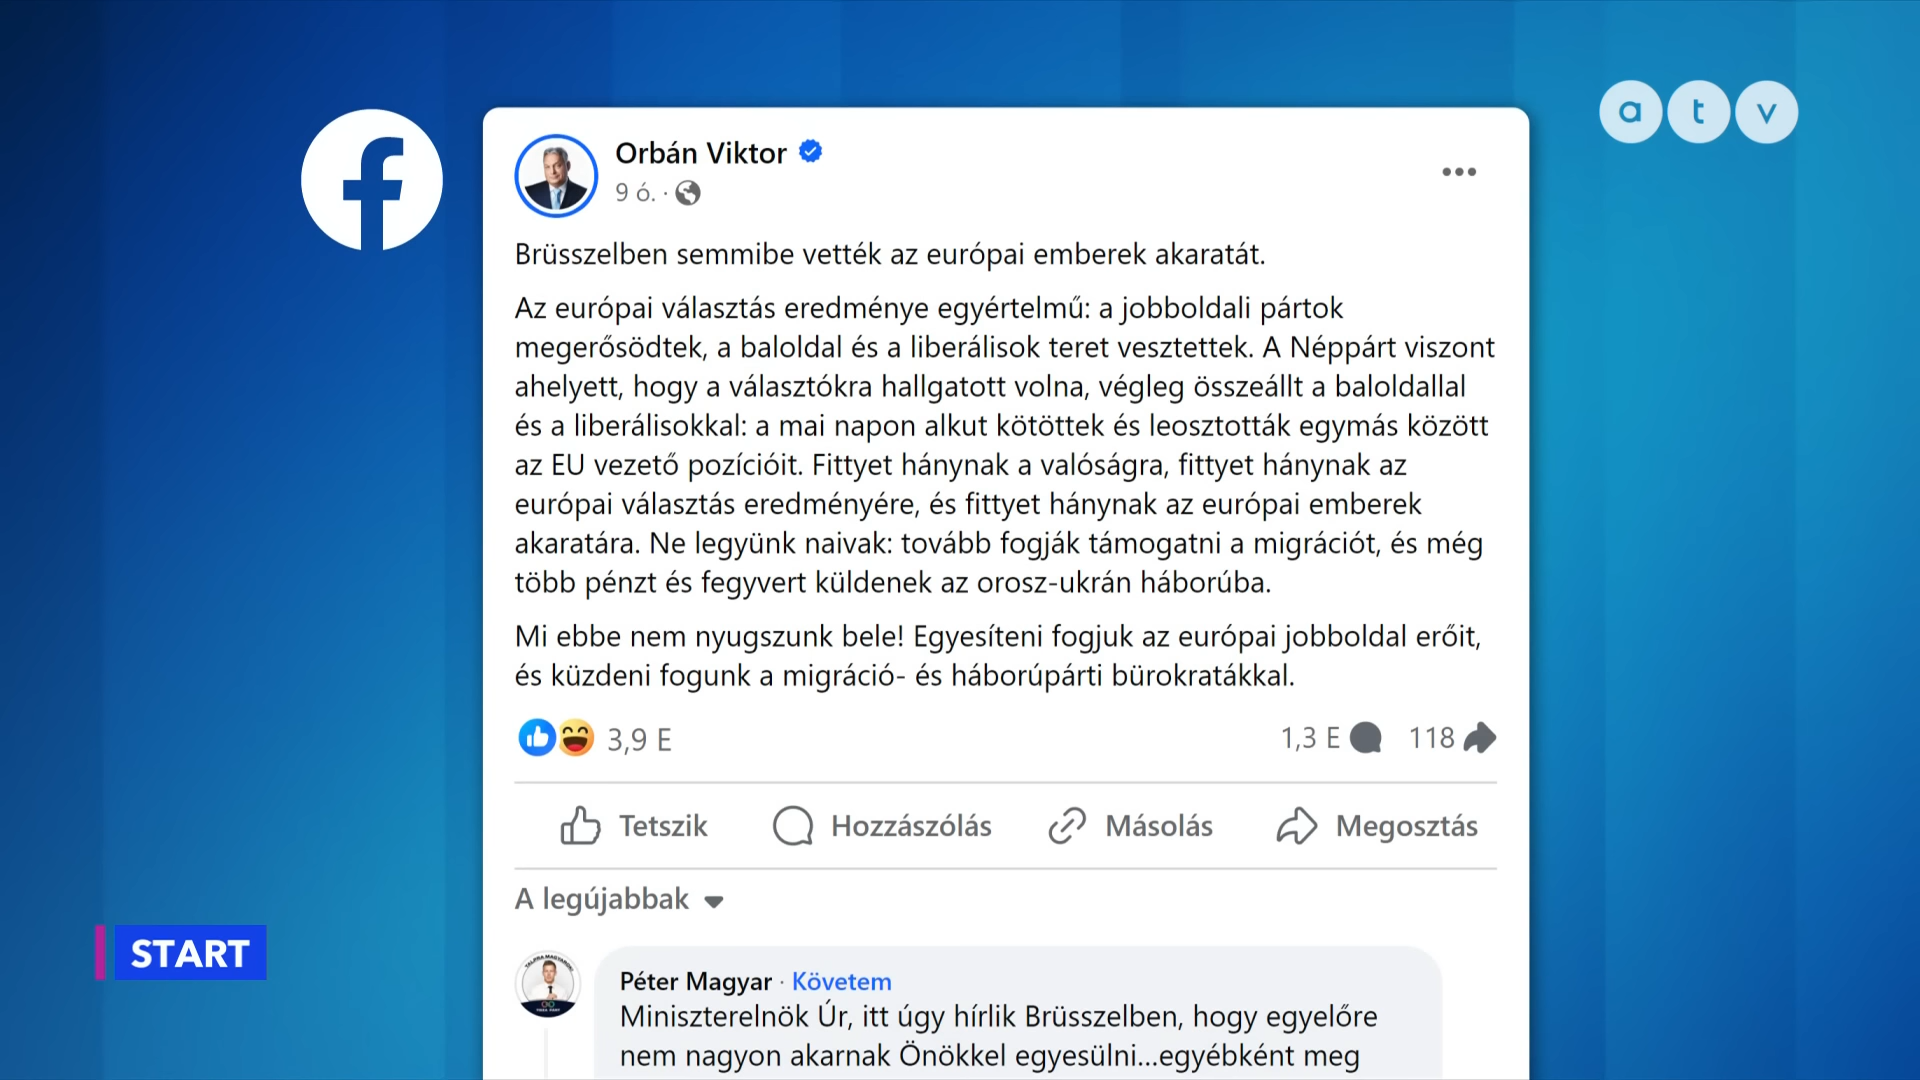 a t v
Orbán Viktor
9 ó. ·
Brüsszelben semmibe vették az európai emberek akaratát.
Az európai választás eredménye egyértelmű: a jobboldali pártok
megerősödtek, a baloldal és a liberálisok teret vesztettek. A Néppárt viszont
ahelyett, hogy a választókra hallgatott volna, végleg összeállt a baloldallal
és a liberálisokkal: a mai napon alkut kötöttek és leosztották egymás között
az EU vezető pozícióit. Fittyet hánynak a valóságra, fittyet hánynak az
európai választás eredményére, és fittyet hánynak az európai emberek
akaratára. Ne legyünk naivak: tovább fogják támogatni a migrációt, és még
több pénzt és fegyvert küldenek az orosz-ukrán háborúba.
Mi ebbe nem nyugszunk bele! Egyesíteni fogjuk az európai jobboldal erőit,
és küzdeni fogunk a migráció- és háborúpárti bürokratákkal.
3,9 E
1,3 E 118
Tetszik Hozzászólás Másolás Megosztás
A legújabbak
START
Péter Magyar · Követem
Miniszterelnök Úr, itt úgy hírlik Brüsszelben, hogy egyelőre
nem nagyon akarnak Önökkel egyesülni...egyébként meg